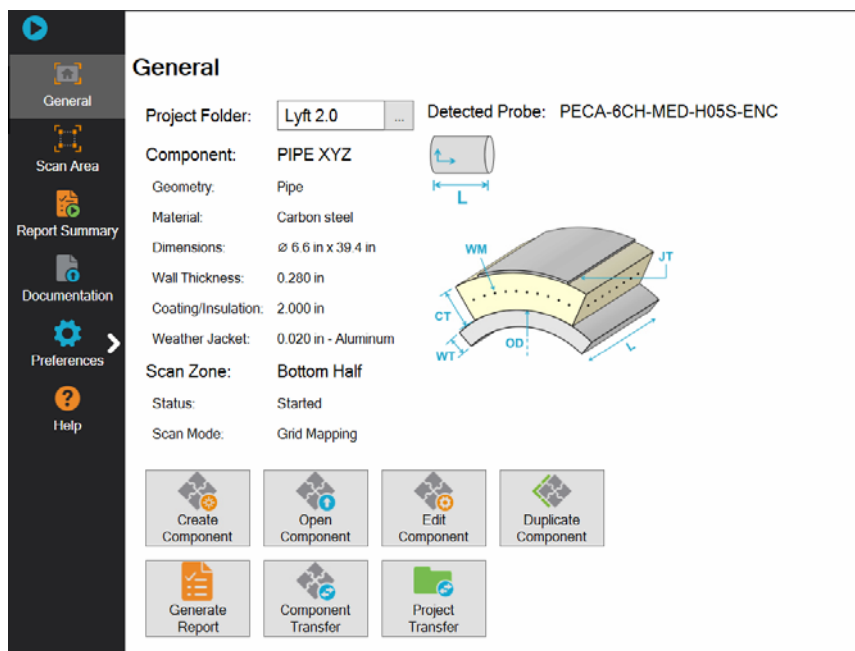 General
Scan Area
Report Summary
Documentation
Preferences
Help
General
Project Folder: Lyft 2.0 ... Detected Probe: PECA-6CH-MED-H05S-ENC
Component: PIPE XYZ
Geometry: Pipe
Material: Carbon steel
Dimensions: ⌀ 6.6 in x 39.4 in
Wall Thickness: 0.280 in
Coating/Insulation: 2.000 in
Weather Jacket: 0.020 in - Aluminum
Scan Zone: Bottom Half
Status: Started
Scan Mode: Grid Mapping
L
WM
JT
CT
WT
OD
L
Create
Component
Open
Component
Edit
Component
Duplicate
Component
Generate
Report
Component
Transfer
Project
Transfer